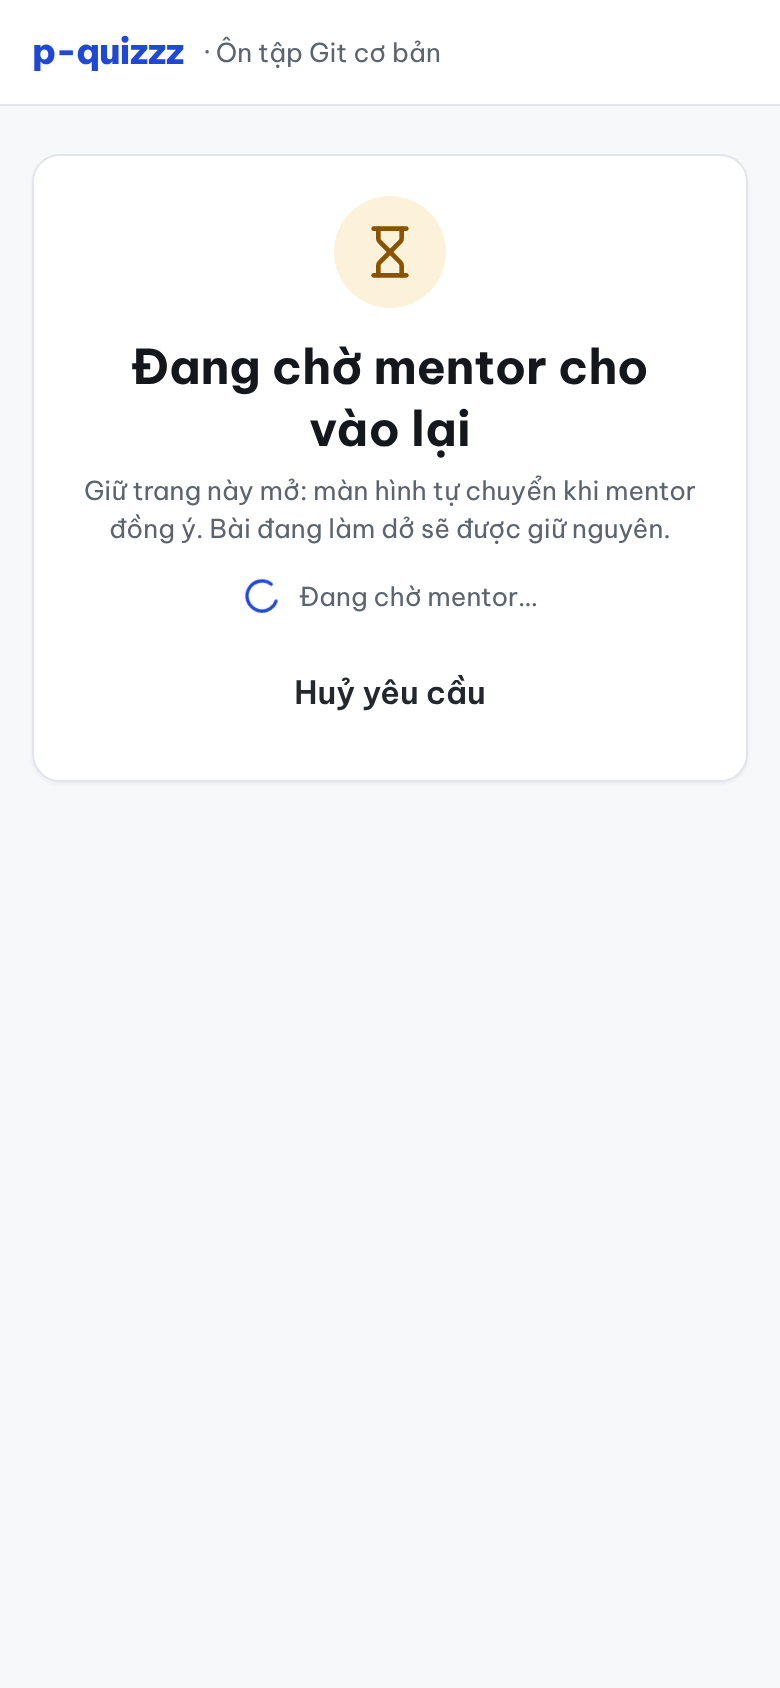 p-quizzz · Ôn tập Git cơ bản
Đang chờ mentor cho
vào lại
Giữ trang này mở: màn hình tự chuyển khi mentor
đồng ý. Bài đang làm dở sẽ được giữ nguyên.
Đang chờ mentor...
Huỷ yêu cầu